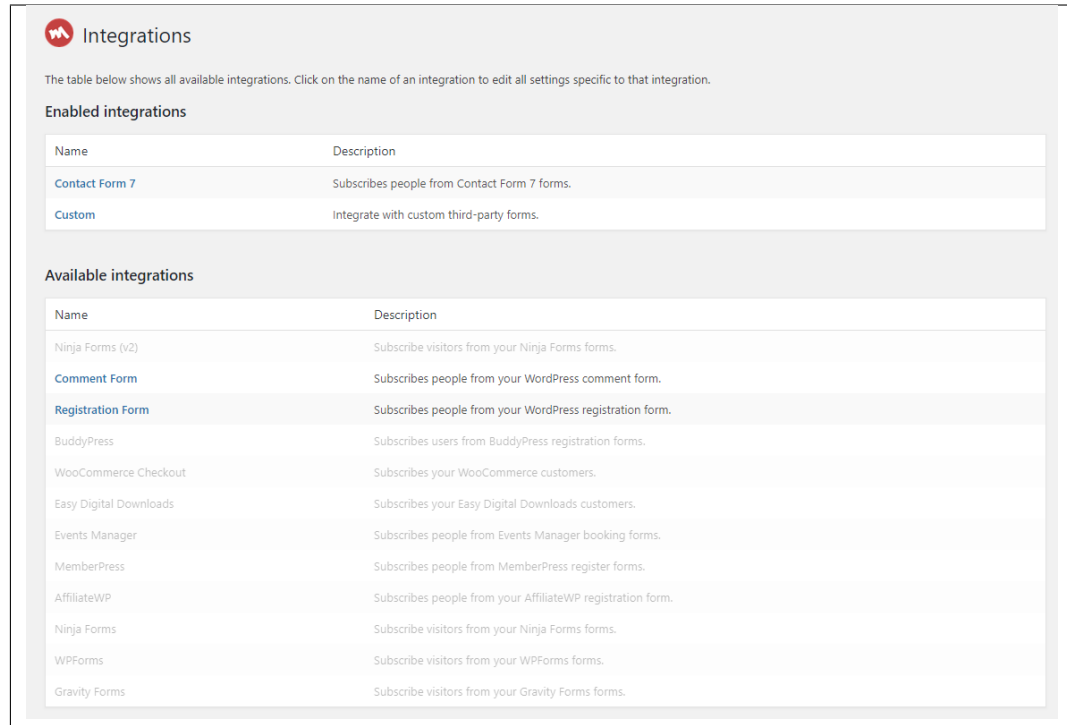 Integrations
The table below shows all available integrations. Click on the name of an integration to edit all settings specific to that integration.
Enabled integrations
Name Description
Contact Form 7 Subscribes people from Contact Form 7 forms.
Custom Integrate with custom third-party forms.
Available integrations
Name Description
Ninja Forms (v2) Subscribe visitors from your Ninja Forms forms.
Comment Form Subscribes people from your WordPress comment form.
Registration Form Subscribes people from your WordPress registration form.
BuddyPress Subscribes users from BuddyPress registration forms.
WooCommerce Checkout Subscribes your WooCommerce customers.
Easy Digital Downloads Subscribes your Easy Digital Downloads customers.
Events Manager Subscribes people from Events Manager booking forms.
MemberPress Subscribes people from MemberPress register forms.
AffiliateWP Subscribes people from your AffiliateWP registration form.
Ninja Forms Subscribe visitors from your Ninja Forms forms.
WPForms Subscribe visitors from your WPForms forms.
Gravity Forms Subscribe visitors from your Gravity Forms forms.